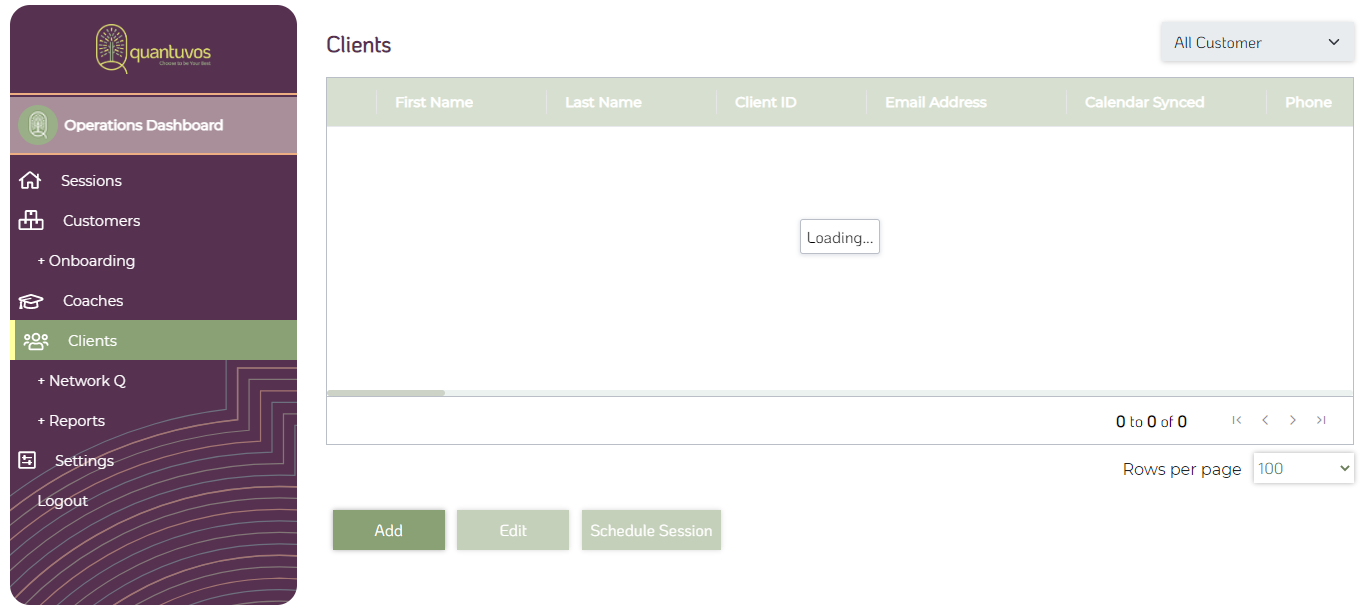 quantuvos
Choose to be Your Best
Operations Dashboard
Sessions
Customers
+ Onboarding
Coaches
Clients
+ Network Q
+ Reports
Settings
Logout
Clients
All Customer
First Name Last Name Client ID Email Address Calendar Synced Phone
Loading...
0 to 0 of 0
Rows per page 100
Add Edit Schedule Session